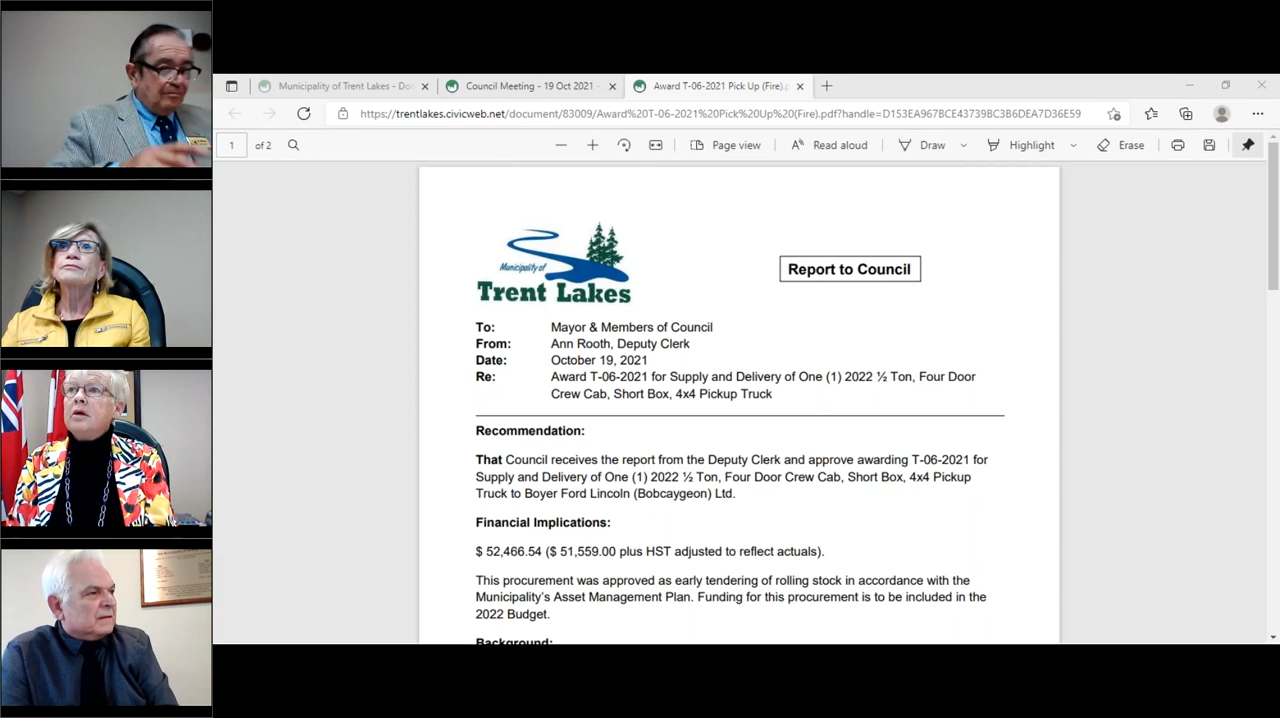 Municipality of Trent Lakes - Doc
Council Meeting - 19 Oct 2021 -
Award T-06-2021 Pick Up (Fire).p
https://trentlakes.civicweb.net/document/83009/Award%20T-06-2021%20Pick%20Up%20(Fire).pdf?handle=D153EA967BCE43739BC3B6DEA7D36E59
1 of 2
Page view
Read aloud
Draw
Highlight
Erase
Municipality of
Trent Lakes
Report to Council
To: Mayor & Members of Council
From: Ann Rooth, Deputy Clerk
Date: October 19, 2021
Re: Award T-06-2021 for Supply and Delivery of One (1) 2022 ½ Ton, Four Door
Crew Cab, Short Box, 4x4 Pickup Truck
Recommendation:
That Council receives the report from the Deputy Clerk and approve awarding T-06-2021 for
Supply and Delivery of One (1) 2022 ½ Ton, Four Door Crew Cab, Short Box, 4x4 Pickup
Truck to Boyer Ford Lincoln (Bobcaygeon) Ltd.
Financial Implications:
$ 52,466.54 ($ 51,559.00 plus HST adjusted to reflect actuals).
This procurement was approved as early tendering of rolling stock in accordance with the
Municipality's Asset Management Plan. Funding for this procurement is to be included in the
2022 Budget.
Background: